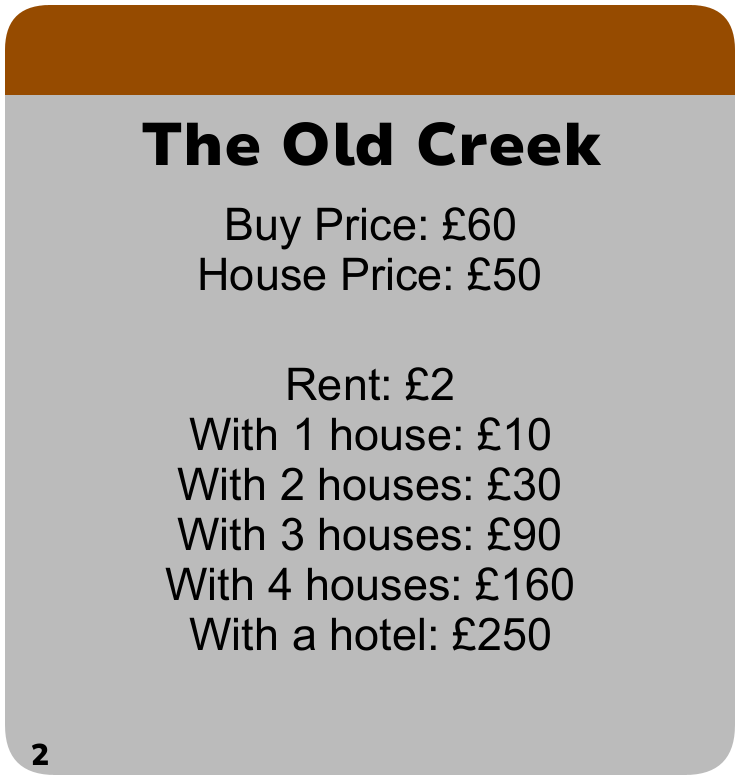 The Old Creek
Buy Price: £60
House Price: £50
Rent: £2
With 1 house: £10
With 2 houses: £30
With 3 houses: £90
With 4 houses: £160
With a hotel: £250
2